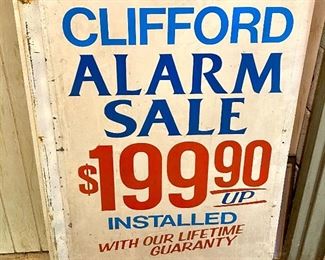 CLIFFORD
ALARM
SALE
$199.90 UP
INSTALLED
WITH OUR LIFETIME
GUARANTY